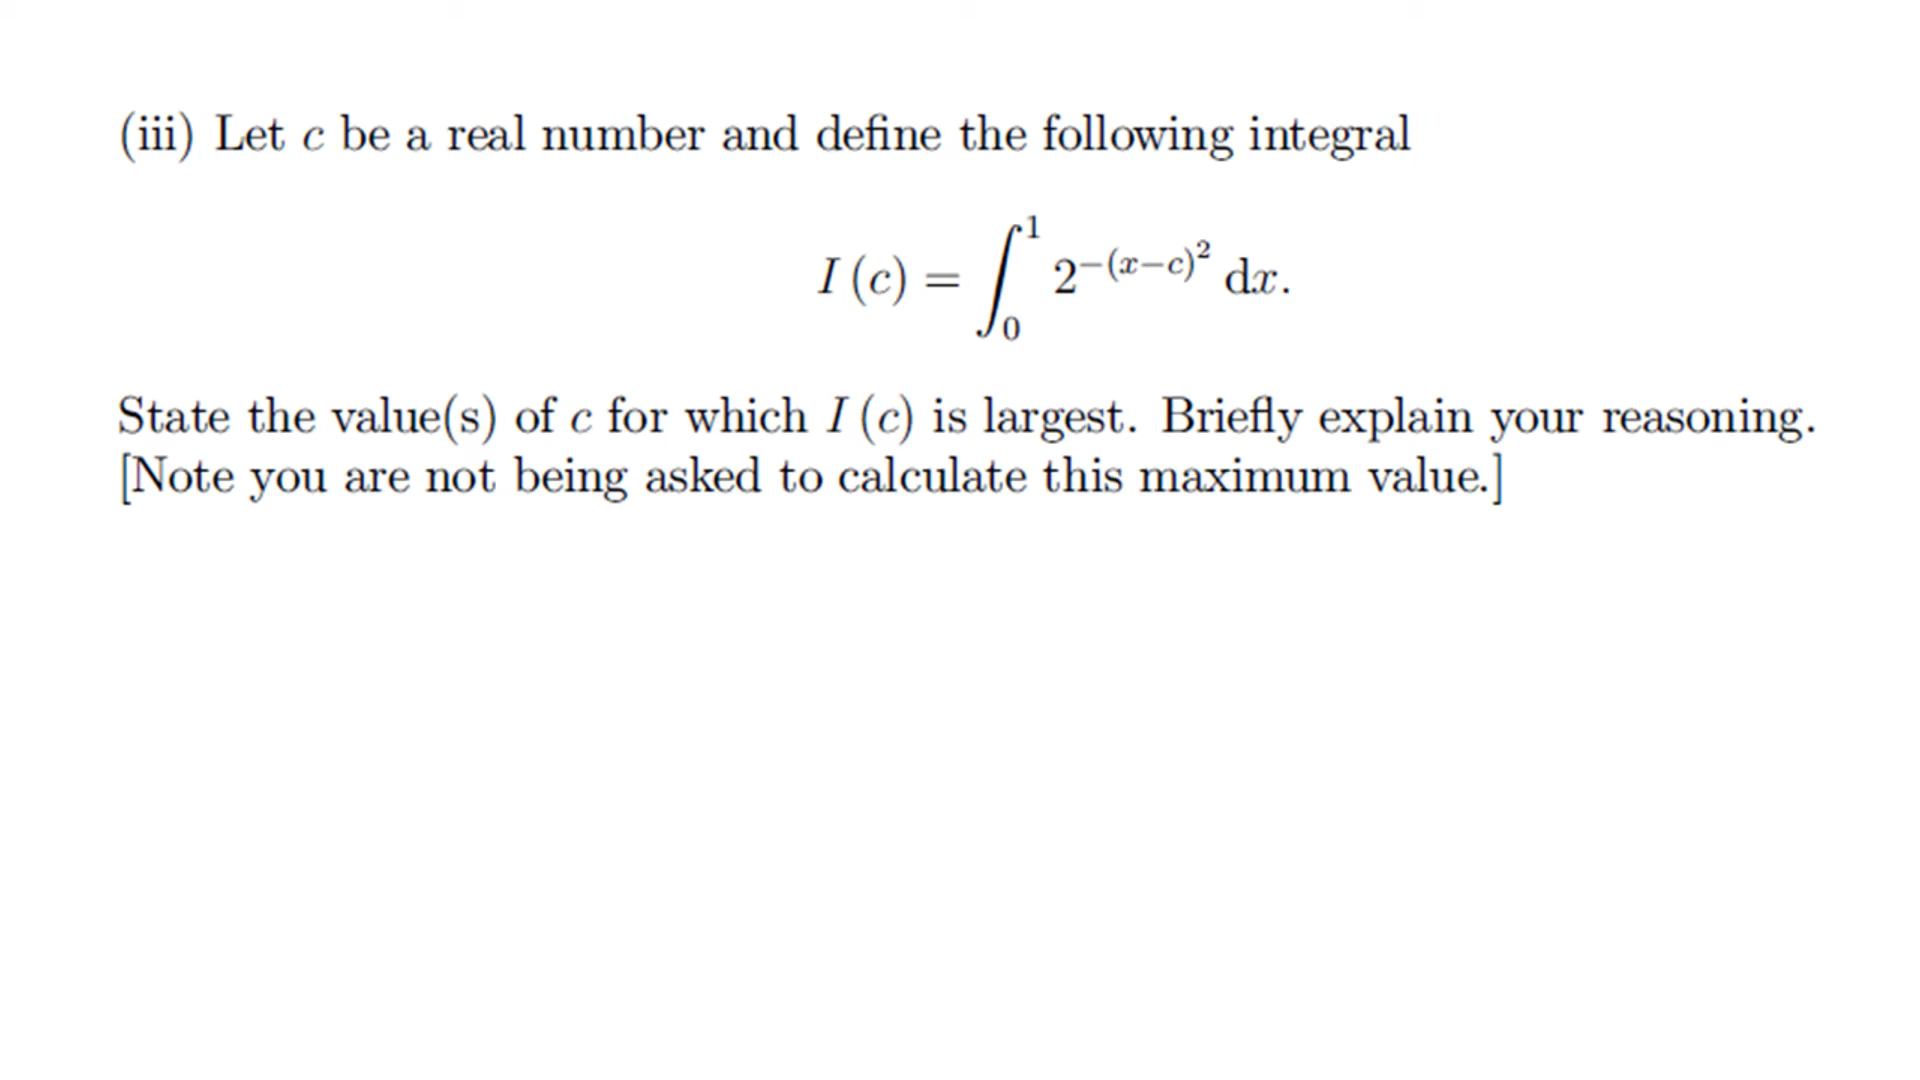 (iii) Let c be a real number and define the following integral
I (c) = ∫₀¹ 2^{−(x−c)²} dx.
State the value(s) of c for which I (c) is largest. Briefly explain your reasoning.
[Note you are not being asked to calculate this maximum value.]